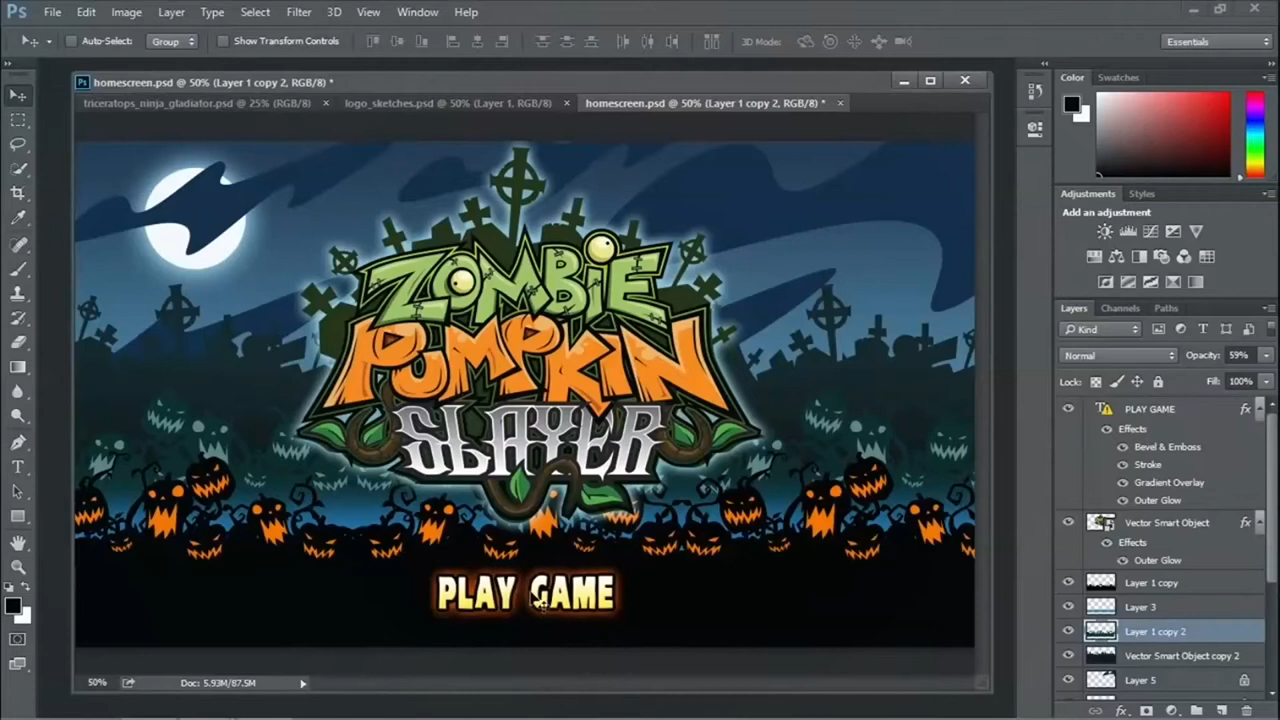 Ps File Edit Image Layer Type Select Filter 3D View Window Help
Auto-Select: Group Show Transform Controls 3D Mode: Essentials
Ps homescreen.psd @ 50% (Layer 1 copy 2, RGB/8) *
triceratops_ninja_gladiator.psd @ 25% (RGB/8) × logo_sketches.psd @ 50% (Layer 1, RGB/8) × homescreen.psd @ 50% (Layer 1 copy 2, RGB/8) * ×
ZOMBiE
PUMPKiN
SLAYER
PLAY GAME
50% Doc: 5.93M/87.5M
Color Swatches
Adjustments Styles
Add an adjustment
Layers Channels Paths
Kind
Normal Opacity: 59%
Lock: Fill: 100%
PLAY GAME fx
Effects
Bevel & Emboss
Stroke
Gradient Overlay
Outer Glow
Vector Smart Object fx
Effects
Outer Glow
Layer 1 copy
Layer 3
Layer 1 copy 2
Vector Smart Object copy 2
Layer 5
fx